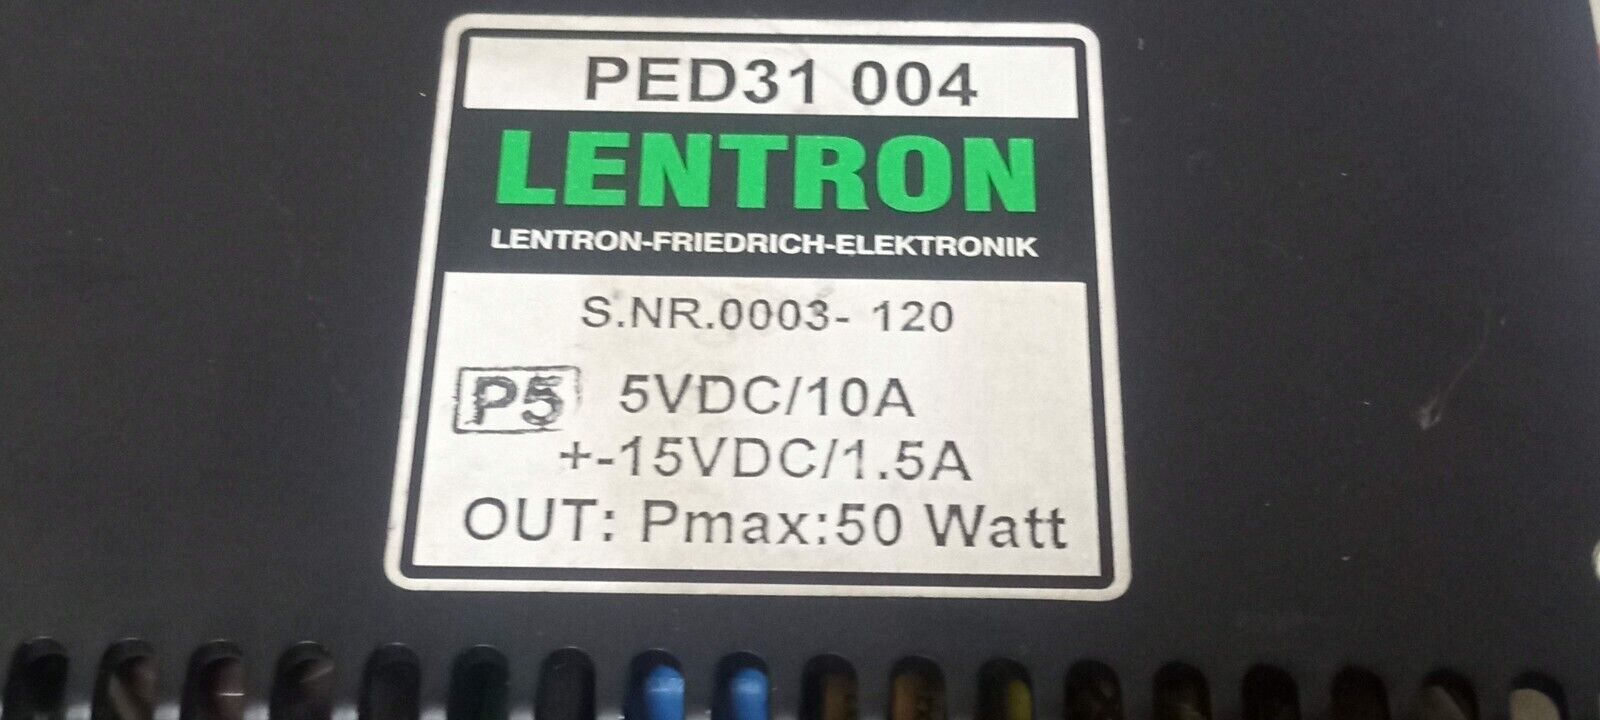 PED31 004
LENTRON
LENTRON-FRIEDRICH-ELEKTRONIK
S.NR.0003- 120
P5 5VDC/10A
+-15VDC/1.5A
OUT: Pmax:50 Watt